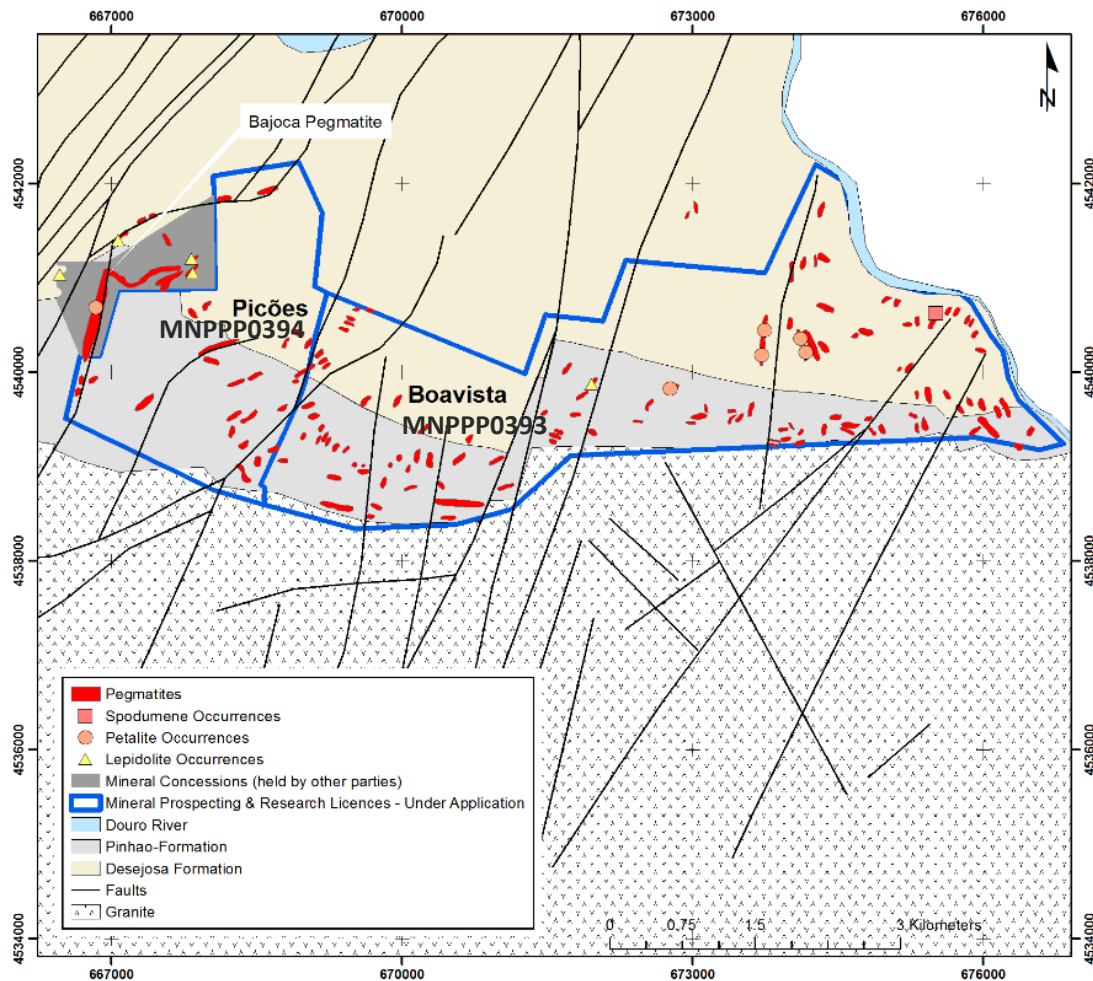 667000 670000 673000 676000
N
Bajoca Pegmatite
4542000 4542000
Picões
MNPPP0394
4540000 4540000
Boavista
MNPPP0393
4538000 4538000
Pegmatites
Spodumene Occurrences
Petalite Occurrences
Lepidolite Occurrences
Mineral Concessions (held by other parties)
Mineral Prospecting & Research Licences - Under Application
Douro River
Pinhao-Formation
Desejosa Formation
Faults
Granite
4536000 4536000
0 0.75 1.5 3 Kilometers
4534000 4534000
667000 670000 673000 676000